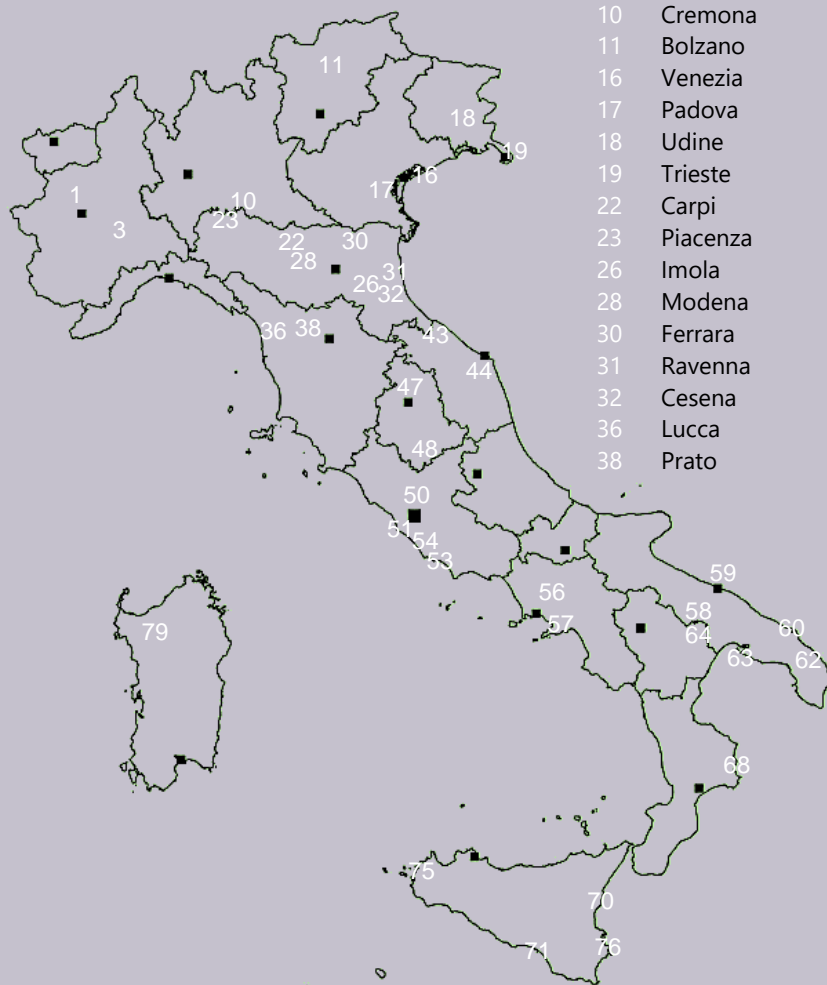 10 Cremona
11 Bolzano
16 Venezia
17 Padova
18 Udine
19 Trieste
22 Carpi
23 Piacenza
26 Imola
28 Modena
30 Ferrara
31 Ravenna
32 Cesena
36 Lucca
38 Prato
11
18
19
16
17
1
10
23
3
22
30
28
31
26
32
36
38
43
44
47
48
50
51
54
53
59
56
58
57
60
64
63
62
79
68
75
70
71
76